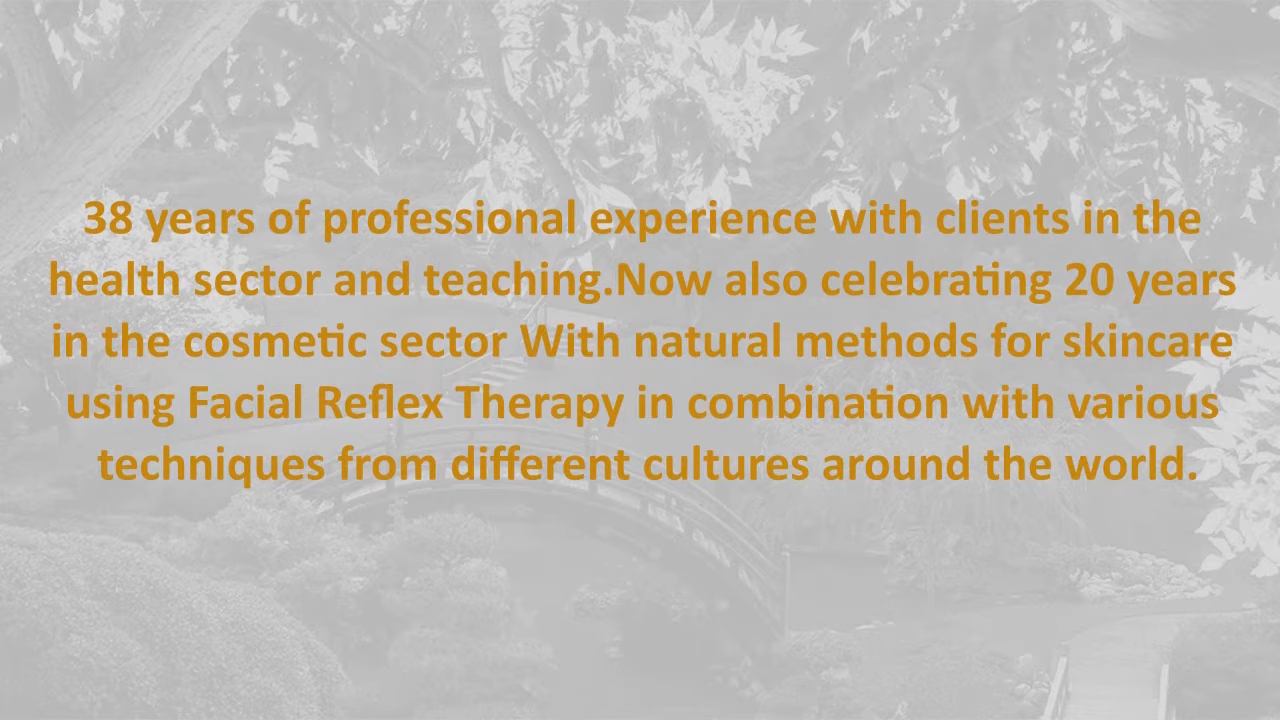 38 years of professional experience with clients in the
health sector and teaching.Now also celebrating 20 years
in the cosmetic sector With natural methods for skincare
using Facial Reflex Therapy in combination with various
techniques from different cultures around the world.